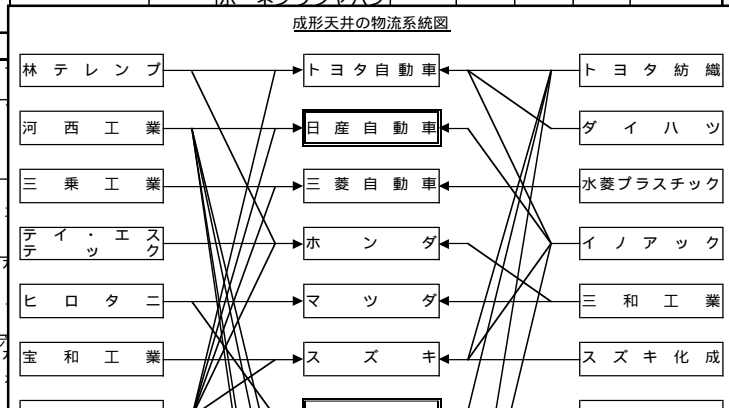 成形天井の物流系統図
林テレンプ
トヨタ自動車
トヨタ紡織
河西工業
日産自動車
ダイハツ
三乗工業
三菱自動車
水菱プラスチック
テイ・エス
テック
ホンダ
イノアック
ヒロタニ
マツダ
三和工業
宝和工業
スズキ
スズキ化成